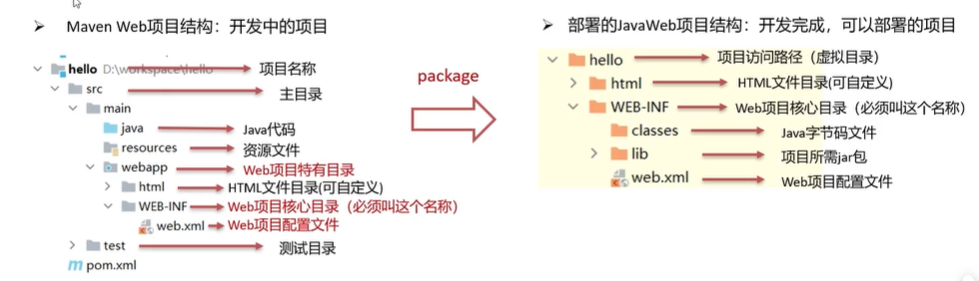 ➤ Maven Web项目结构：开发中的项目
hello D:\workspace\hello 项目名称
src 主目录
main
java Java代码
resources 资源文件
webapp Web项目特有目录
html HTML文件目录(可自定义)
WEB-INF Web项目核心目录（必须叫这个名称）
web.xml Web项目配置文件
test 测试目录
pom.xml
package
➤ 部署的JavaWeb项目结构：开发完成，可以部署的项目
hello 项目访问路径（虚拟目录）
html HTML文件目录(可自定义)
WEB-INF Web项目核心目录（必须叫这个名称）
classes Java字节码文件
lib 项目所需jar包
web.xml Web项目配置文件